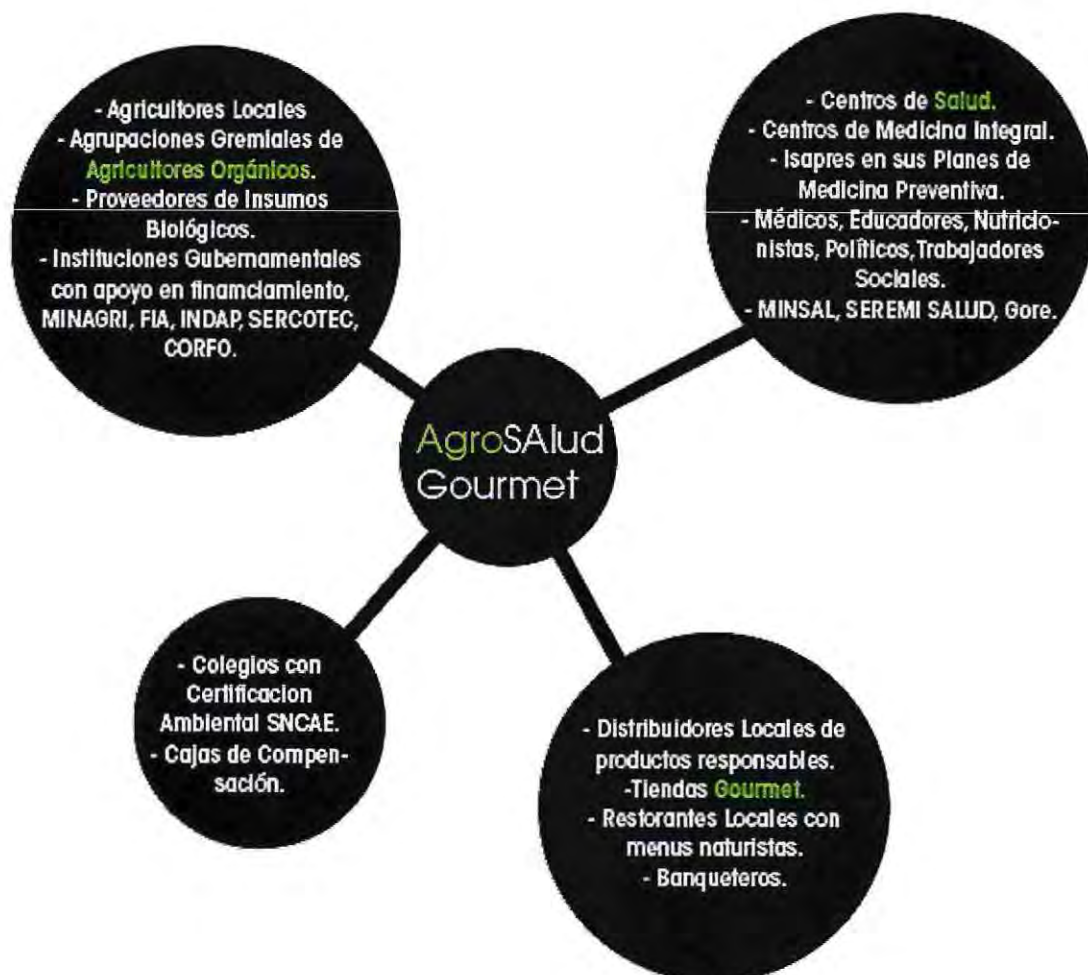 - Agricultores Locales
- Agrupaciones Gremiales de
Agricultores Orgánicos.
- Proveedores de Insumos
Biológicos.
- Instituciones Gubernamentales
con apoyo en financiamiento,
MINAGRI, FIA, INDAP, SERCOTEC,
CORFO.
- Centros de Salud.
- Centros de Medicina Integral.
- Isapres en sus Planes de
Medicina Preventiva.
- Médicos, Educadores, Nutricio-
nistas, Políticos, Trabajadores
Sociales.
- MINSAL, SEREMI SALUD, Gore.
AgroSAlud
Gourmet
- Colegios con
Certificacion
Ambiental SNCAE.
- Cajas de Compen-
sación.
- Distribuidores Locales de
productos responsables.
-Tiendas Gourmet.
- Restorantes Locales con
menus naturistas.
- Banqueteros.